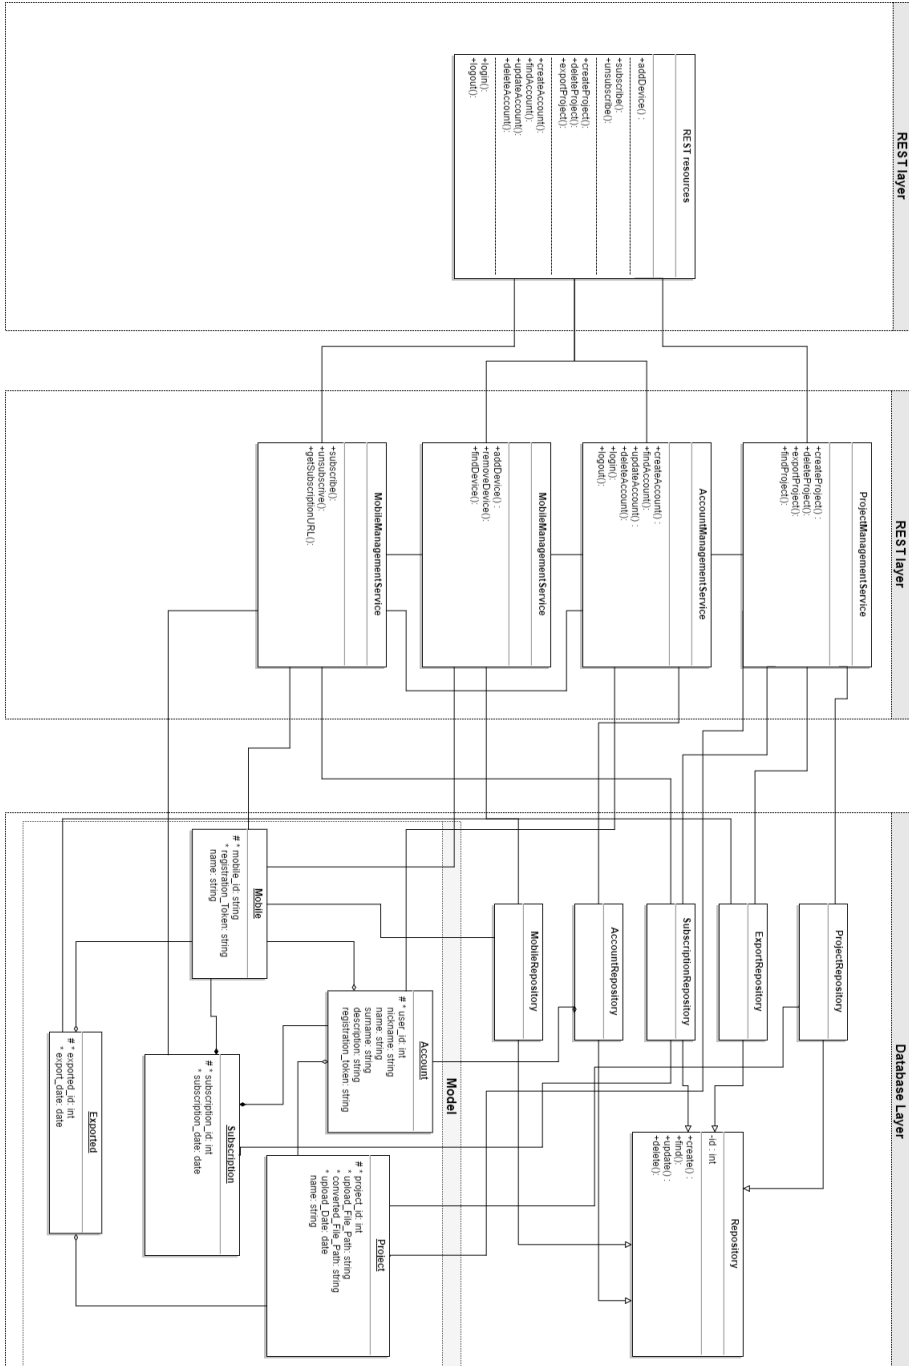 REST layer
REST resources
+addDevice() :
+subscribe():
+unsubscribe():
+createProject():
+deleteProject():
+exportProject():
+createAccount():
+findAccount():
+updateAccount():
+deleteAccount():
+login():
+logout():
REST layer
ProjectManagementService
+createProject() :
+deleteProject():
+exportProject():
+findProject():
AccountManagementService
+createAccount() :
+findAccount():
+updateAccount() :
+deleteAccount():
+login():
+logout():
MobileManagementService
+addDevice() :
+removeDevice():
+findDevice():
MobileManagementService
+subscribe():
+unsubscrive():
+getSubscriptionURL():
Database Layer
ProjectRepository
ExportRepository
SubscriptionRepository
AccountRepository
MobileRepository
Repository
-id : int
+create() :
+find():
+update() :
+delete():
Model
Mobile
# * mobile_id: string
* registration_Token: string
name: string
Account
# * user_id: int
nickname: string
name: string
surname: string
description: string
registration_token: string
Subscription
# * subscription_id: int
* subscription_date: date
Exported
# * exported_id: int
* export_date: date
Project
# * project_id: int
* upload_File_Path: string
* converted_File_Path: string
* upload_Date: date
name: string